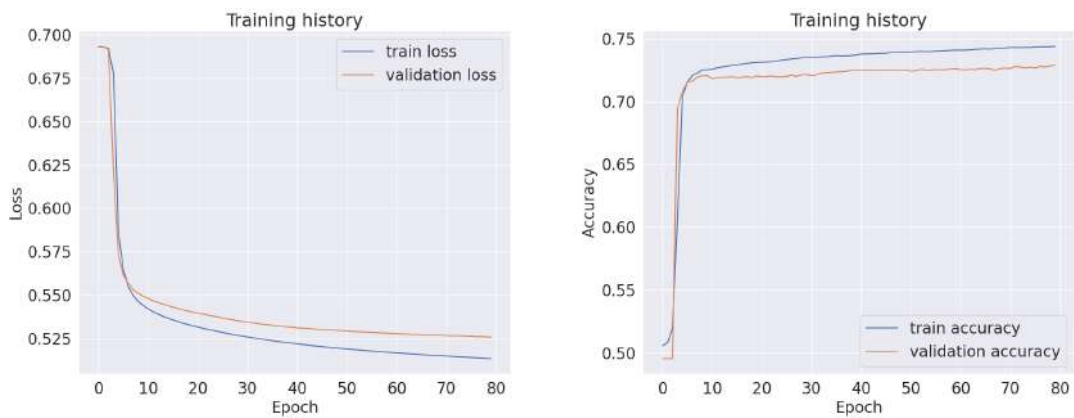 Training history
0.700
0.675
0.650
0.625
0.600
0.575
0.550
0.525
Loss
train loss
validation loss
0 10 20 30 40 50 60 70 80
Epoch
Training history
0.75
0.70
0.65
0.60
0.55
0.50
Accuracy
train accuracy
validation accuracy
0 10 20 30 40 50 60 70 80
Epoch